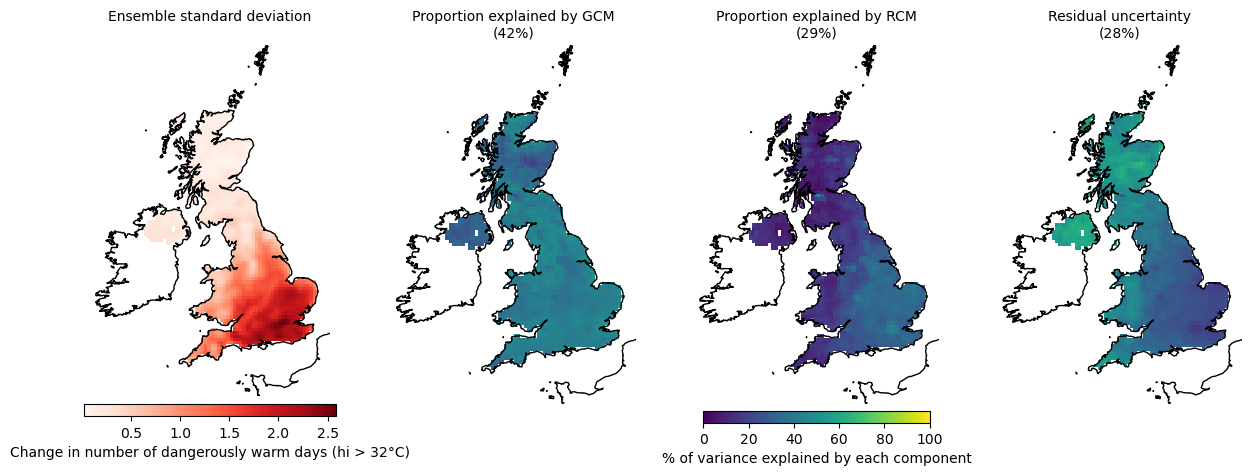 Ensemble standard deviation
Proportion explained by GCM
(42%)
Proportion explained by RCM
(29%)
Residual uncertainty
(28%)
0.5 1.0 1.5 2.0 2.5
Change in number of dangerously warm days (hi > 32°C)
0 20 40 60 80 100
% of variance explained by each component